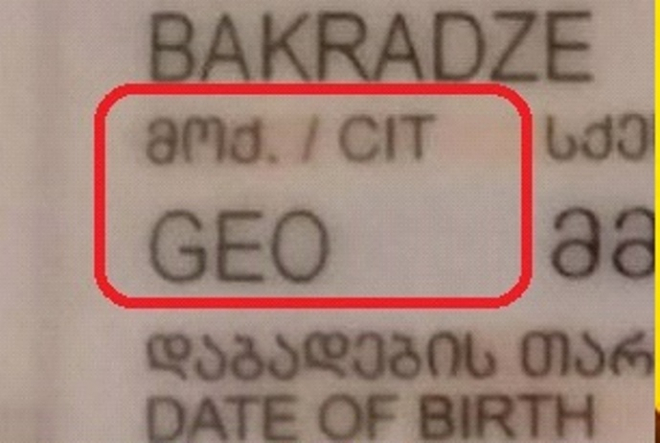 BAKRADZE
მოქ. / CIT
GEO
დაბადების
DATE OF BIRTH